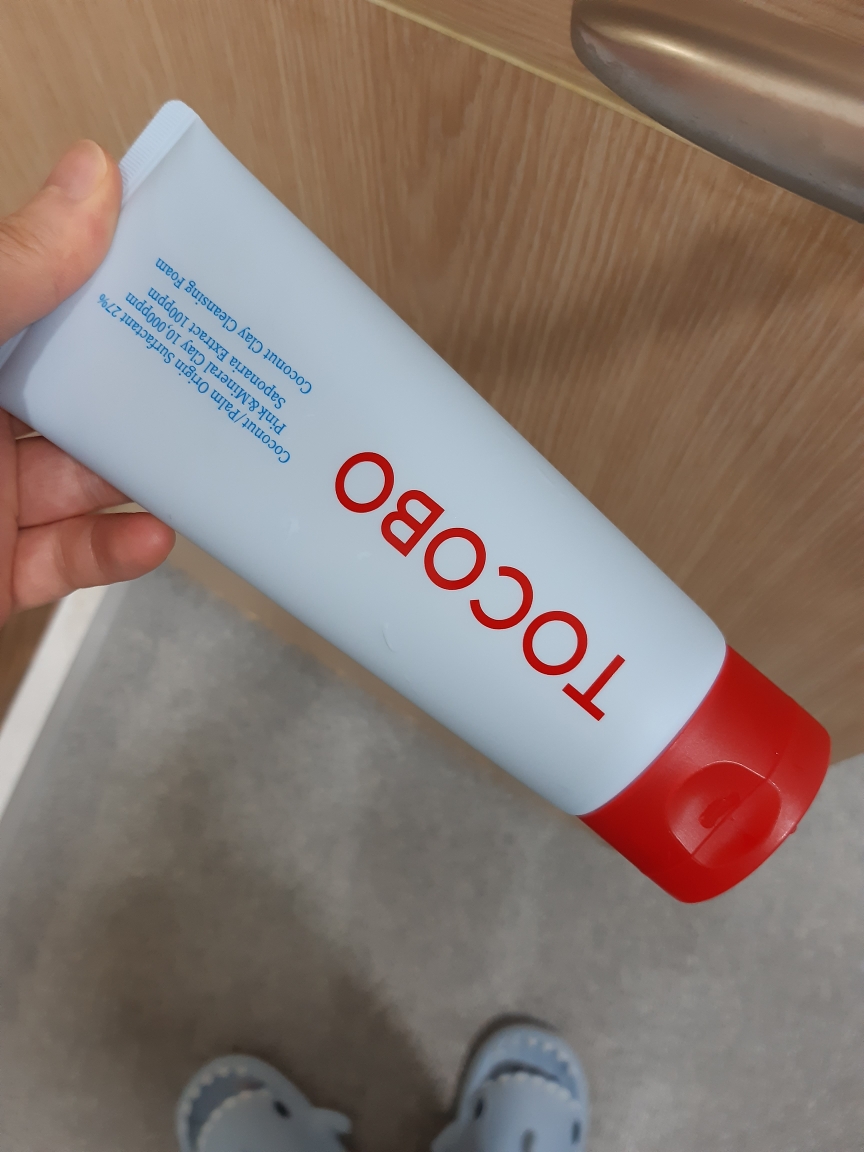 TOCOBO
Coconut/Palm Origin Surfactant 27%
Pink&Mineral Clay 10,000ppm
Saponaria Extract 100ppm
Coconut Clay Cleansing Foam